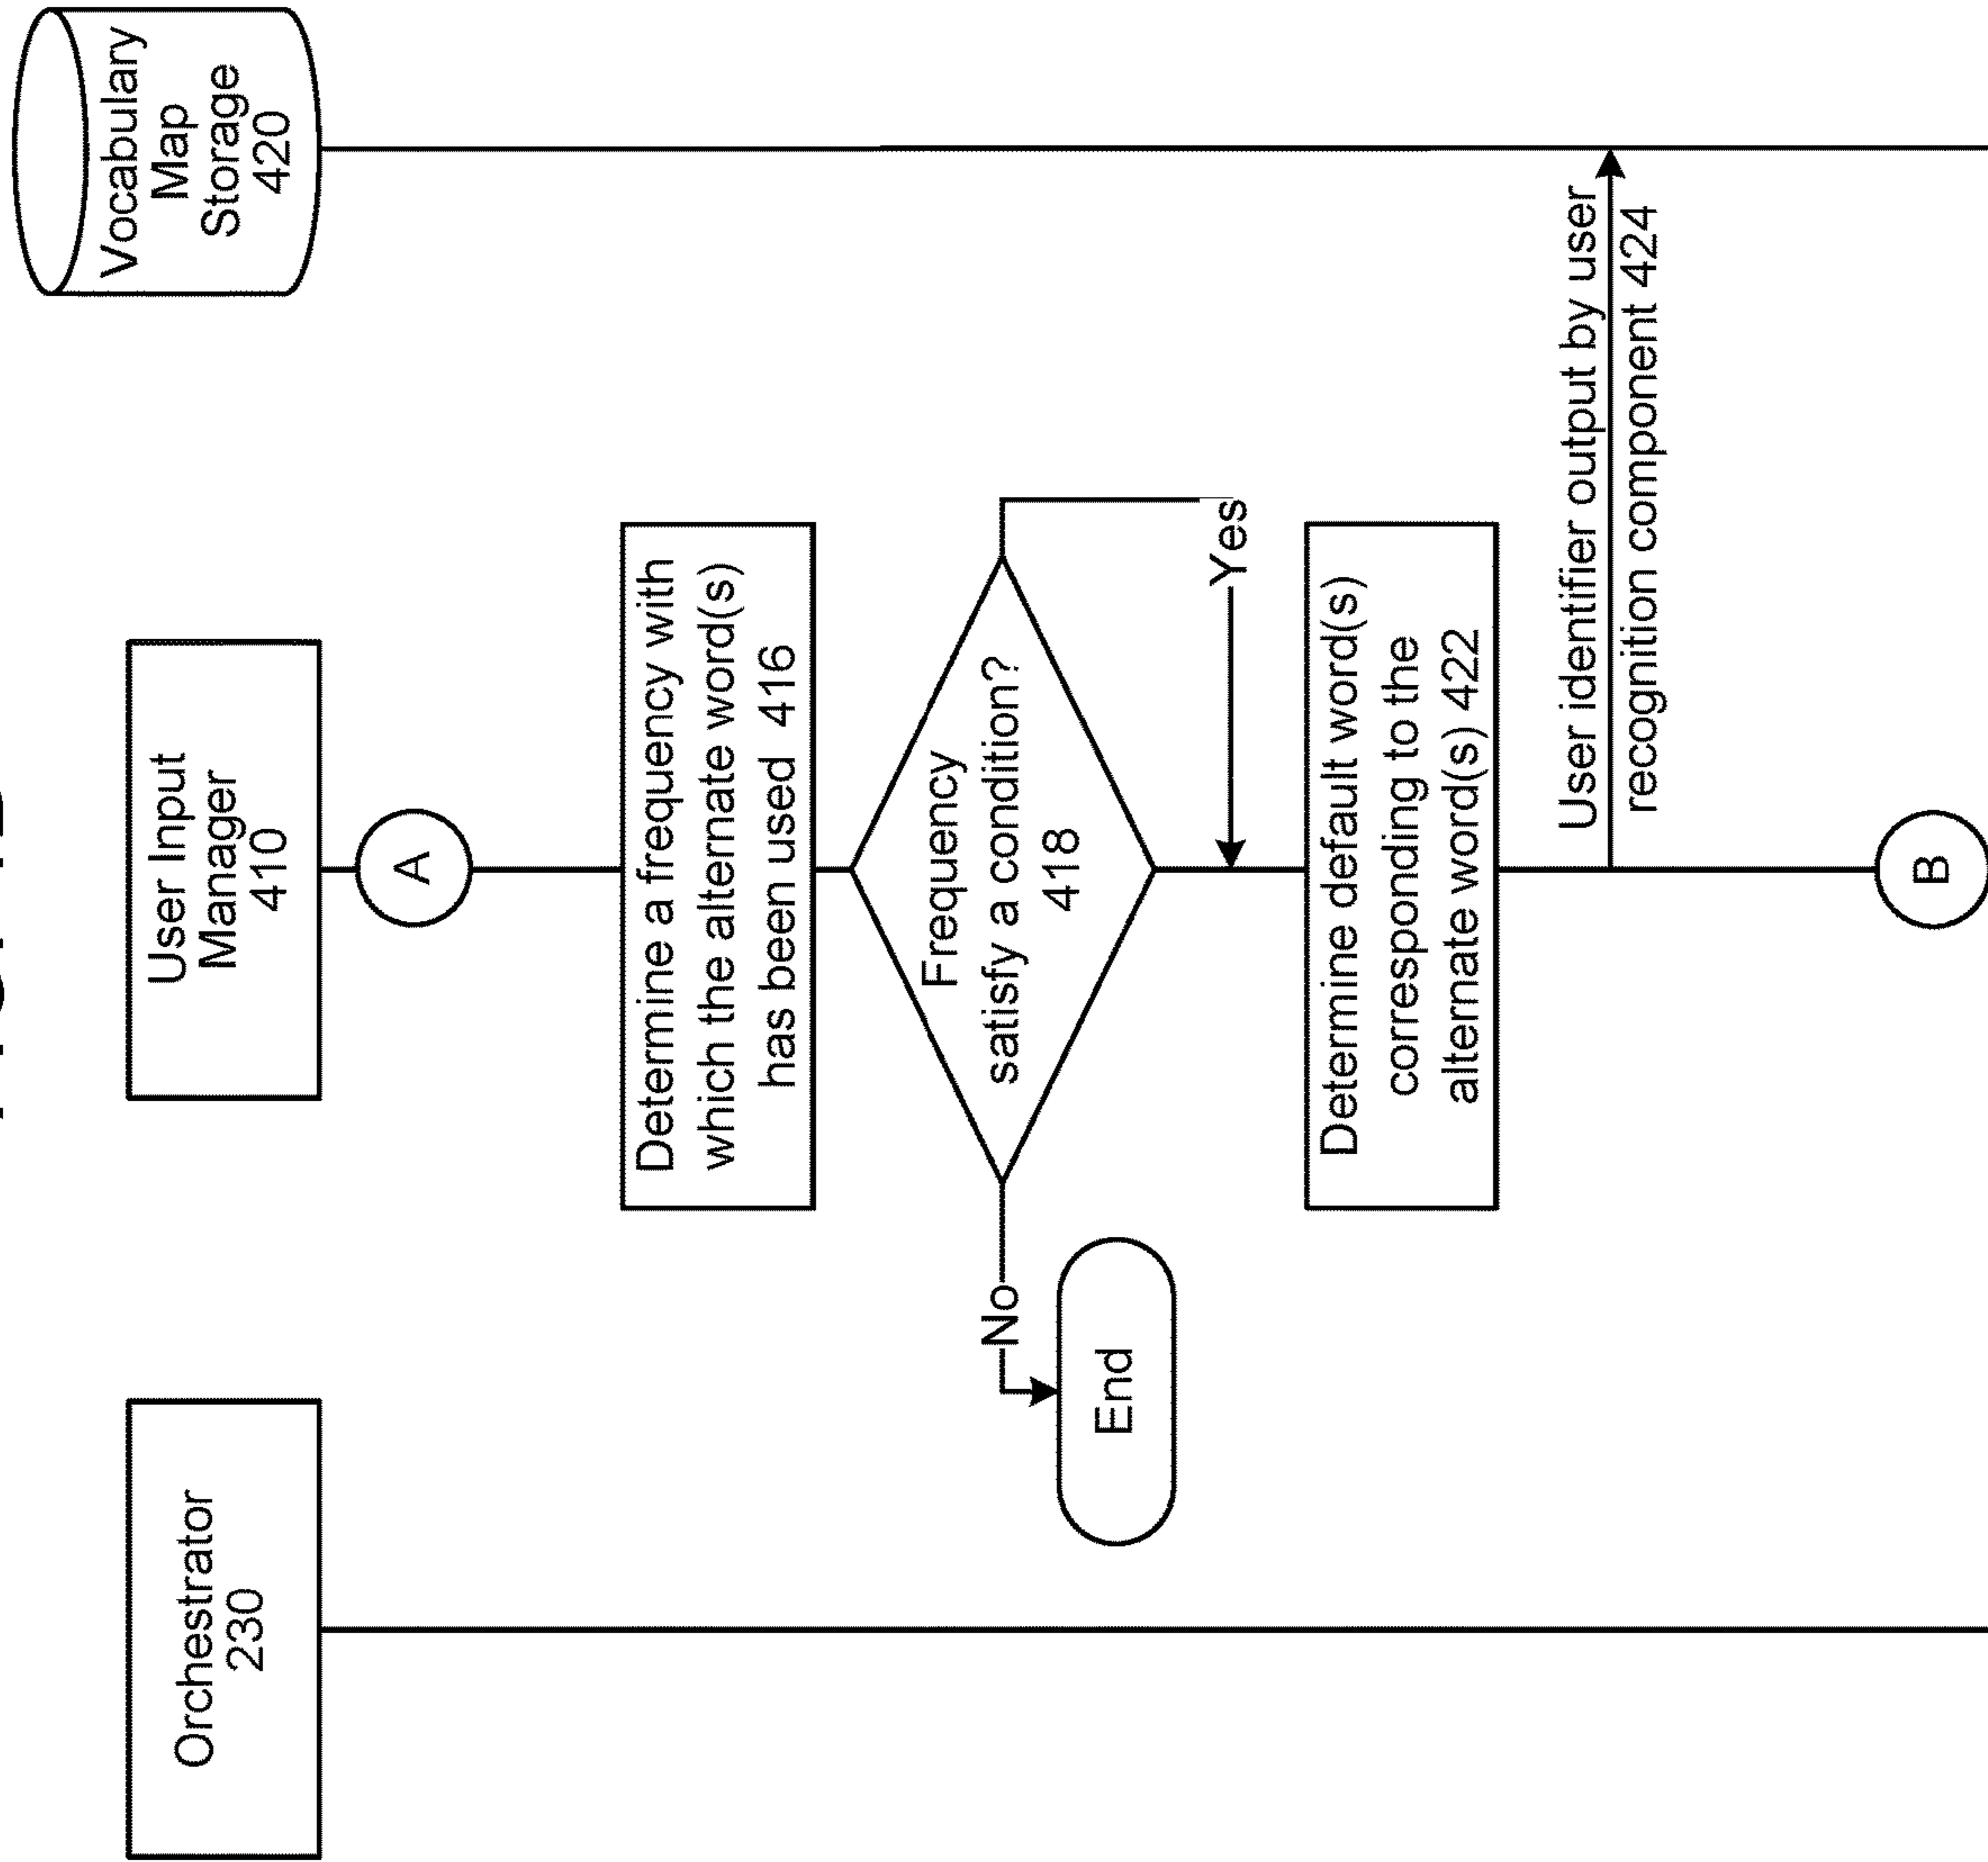 Orchestrator
230
User Input
Manager
410
Vocabulary
Map
Storage
420
A
Determine a frequency with
which the alternate word(s)
has been used 416
Frequency
satisfy a condition?
418
No
End
Yes
Determine default word(s)
corresponding to the
alternate word(s) 422
User identifier output by user
recognition component 424
B